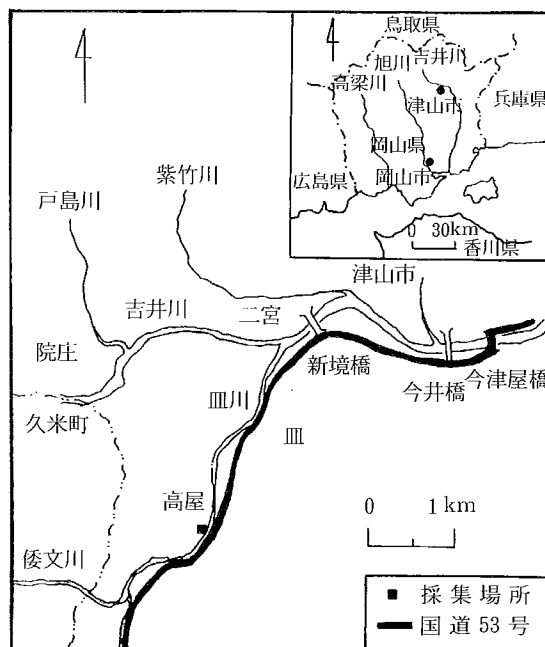 鳥取県
吉井川
旭川
高梁川
津山市
兵庫県
岡山県
広島県
岡山市
0 30km
香川県
紫竹川
戸島川
津山市
吉井川
二宮
院庄
新境橋
今津屋橋
今井橋
久米町
皿川
皿
高屋
0 1 km
倭文川
採集場所
国道53号